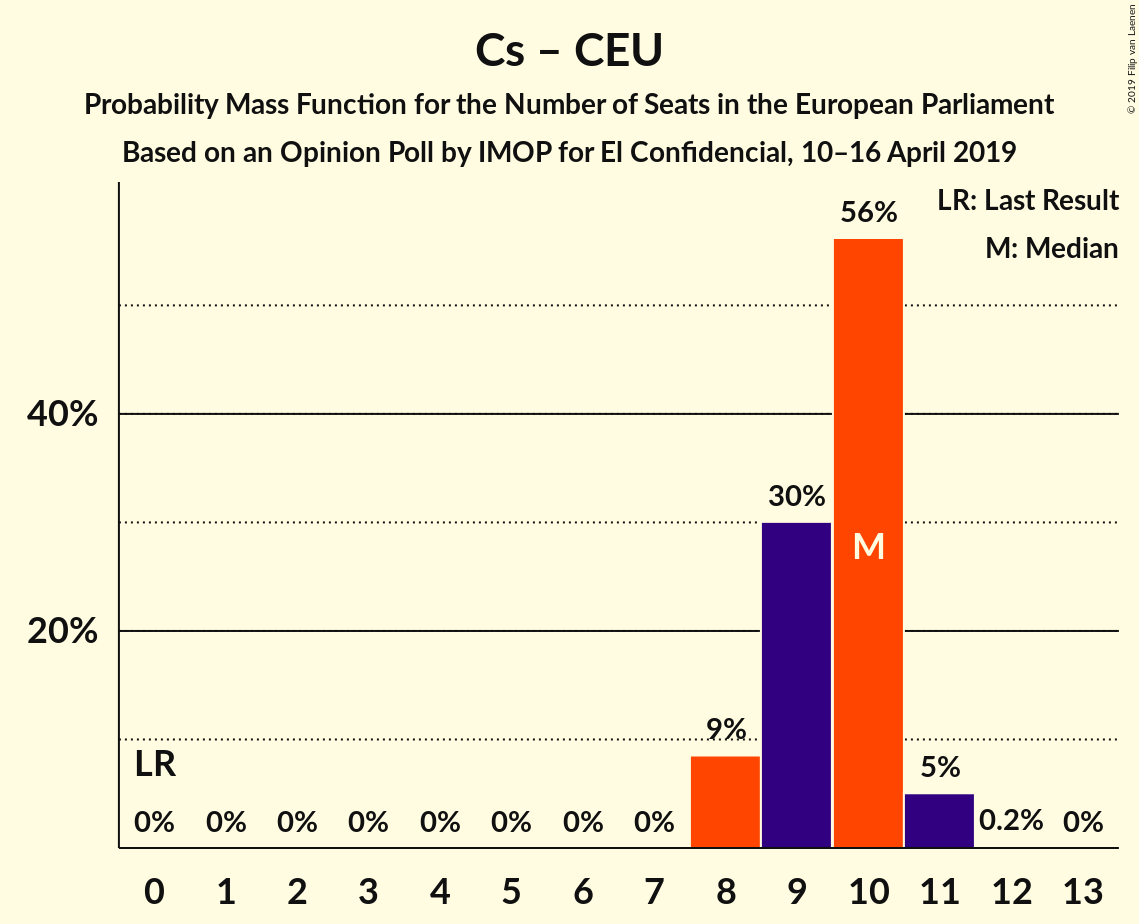 Cs – CEU
Probability Mass Function for the Number of Seats in the European Parliament
Based on an Opinion Poll by IMOP for El Confidencial, 10–16 April 2019
© 2019 Filip van Laenen
LR: Last Result
M: Median
56%
40%
30%
M
20%
9%
LR
5%
0% 0% 0% 0% 0% 0% 0% 0% 0.2% 0%
0 1 2 3 4 5 6 7 8 9 10 11 12 13